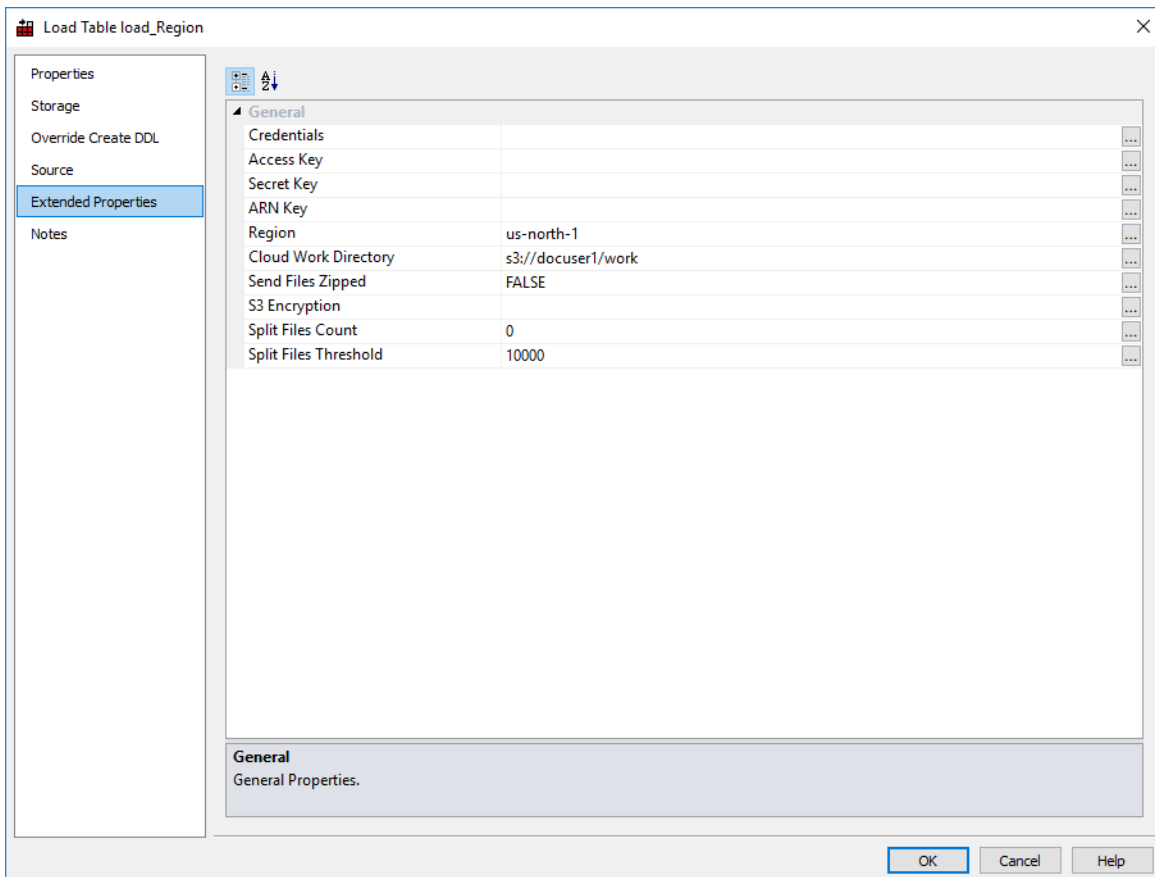 Load Table load_Region
Properties
Storage
Override Create DDL
Source
Extended Properties
Notes
General
Credentials ...
Access Key ...
Secret Key ...
ARN Key ...
Region us-north-1 ...
Cloud Work Directory s3://docuser1/work ...
Send Files Zipped FALSE ...
S3 Encryption ...
Split Files Count 0 ...
Split Files Threshold 10000 ...
General
General Properties.
OK Cancel Help